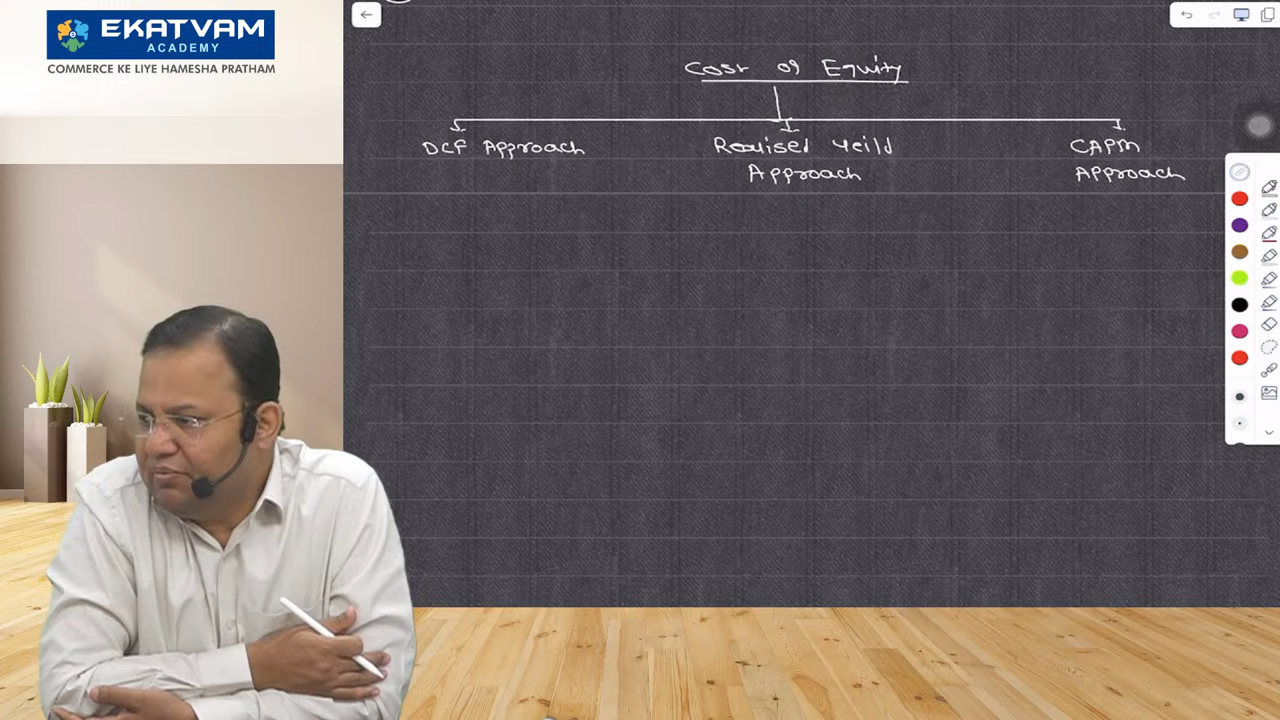 EKATVAM
ACADEMY
COMMERCE KE LIYE HAMESHA PRATHAM
Cost of Equity
DCF Approach
Realised Yeild
Approach
CAPM
Approach